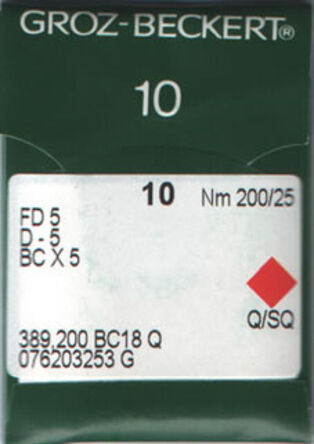 GROZ-BECKERT®
10
10 Nm 200/25
FD 5
D - 5
BC X 5
Q/SQ
389,200 BC18 Q
076203253 G